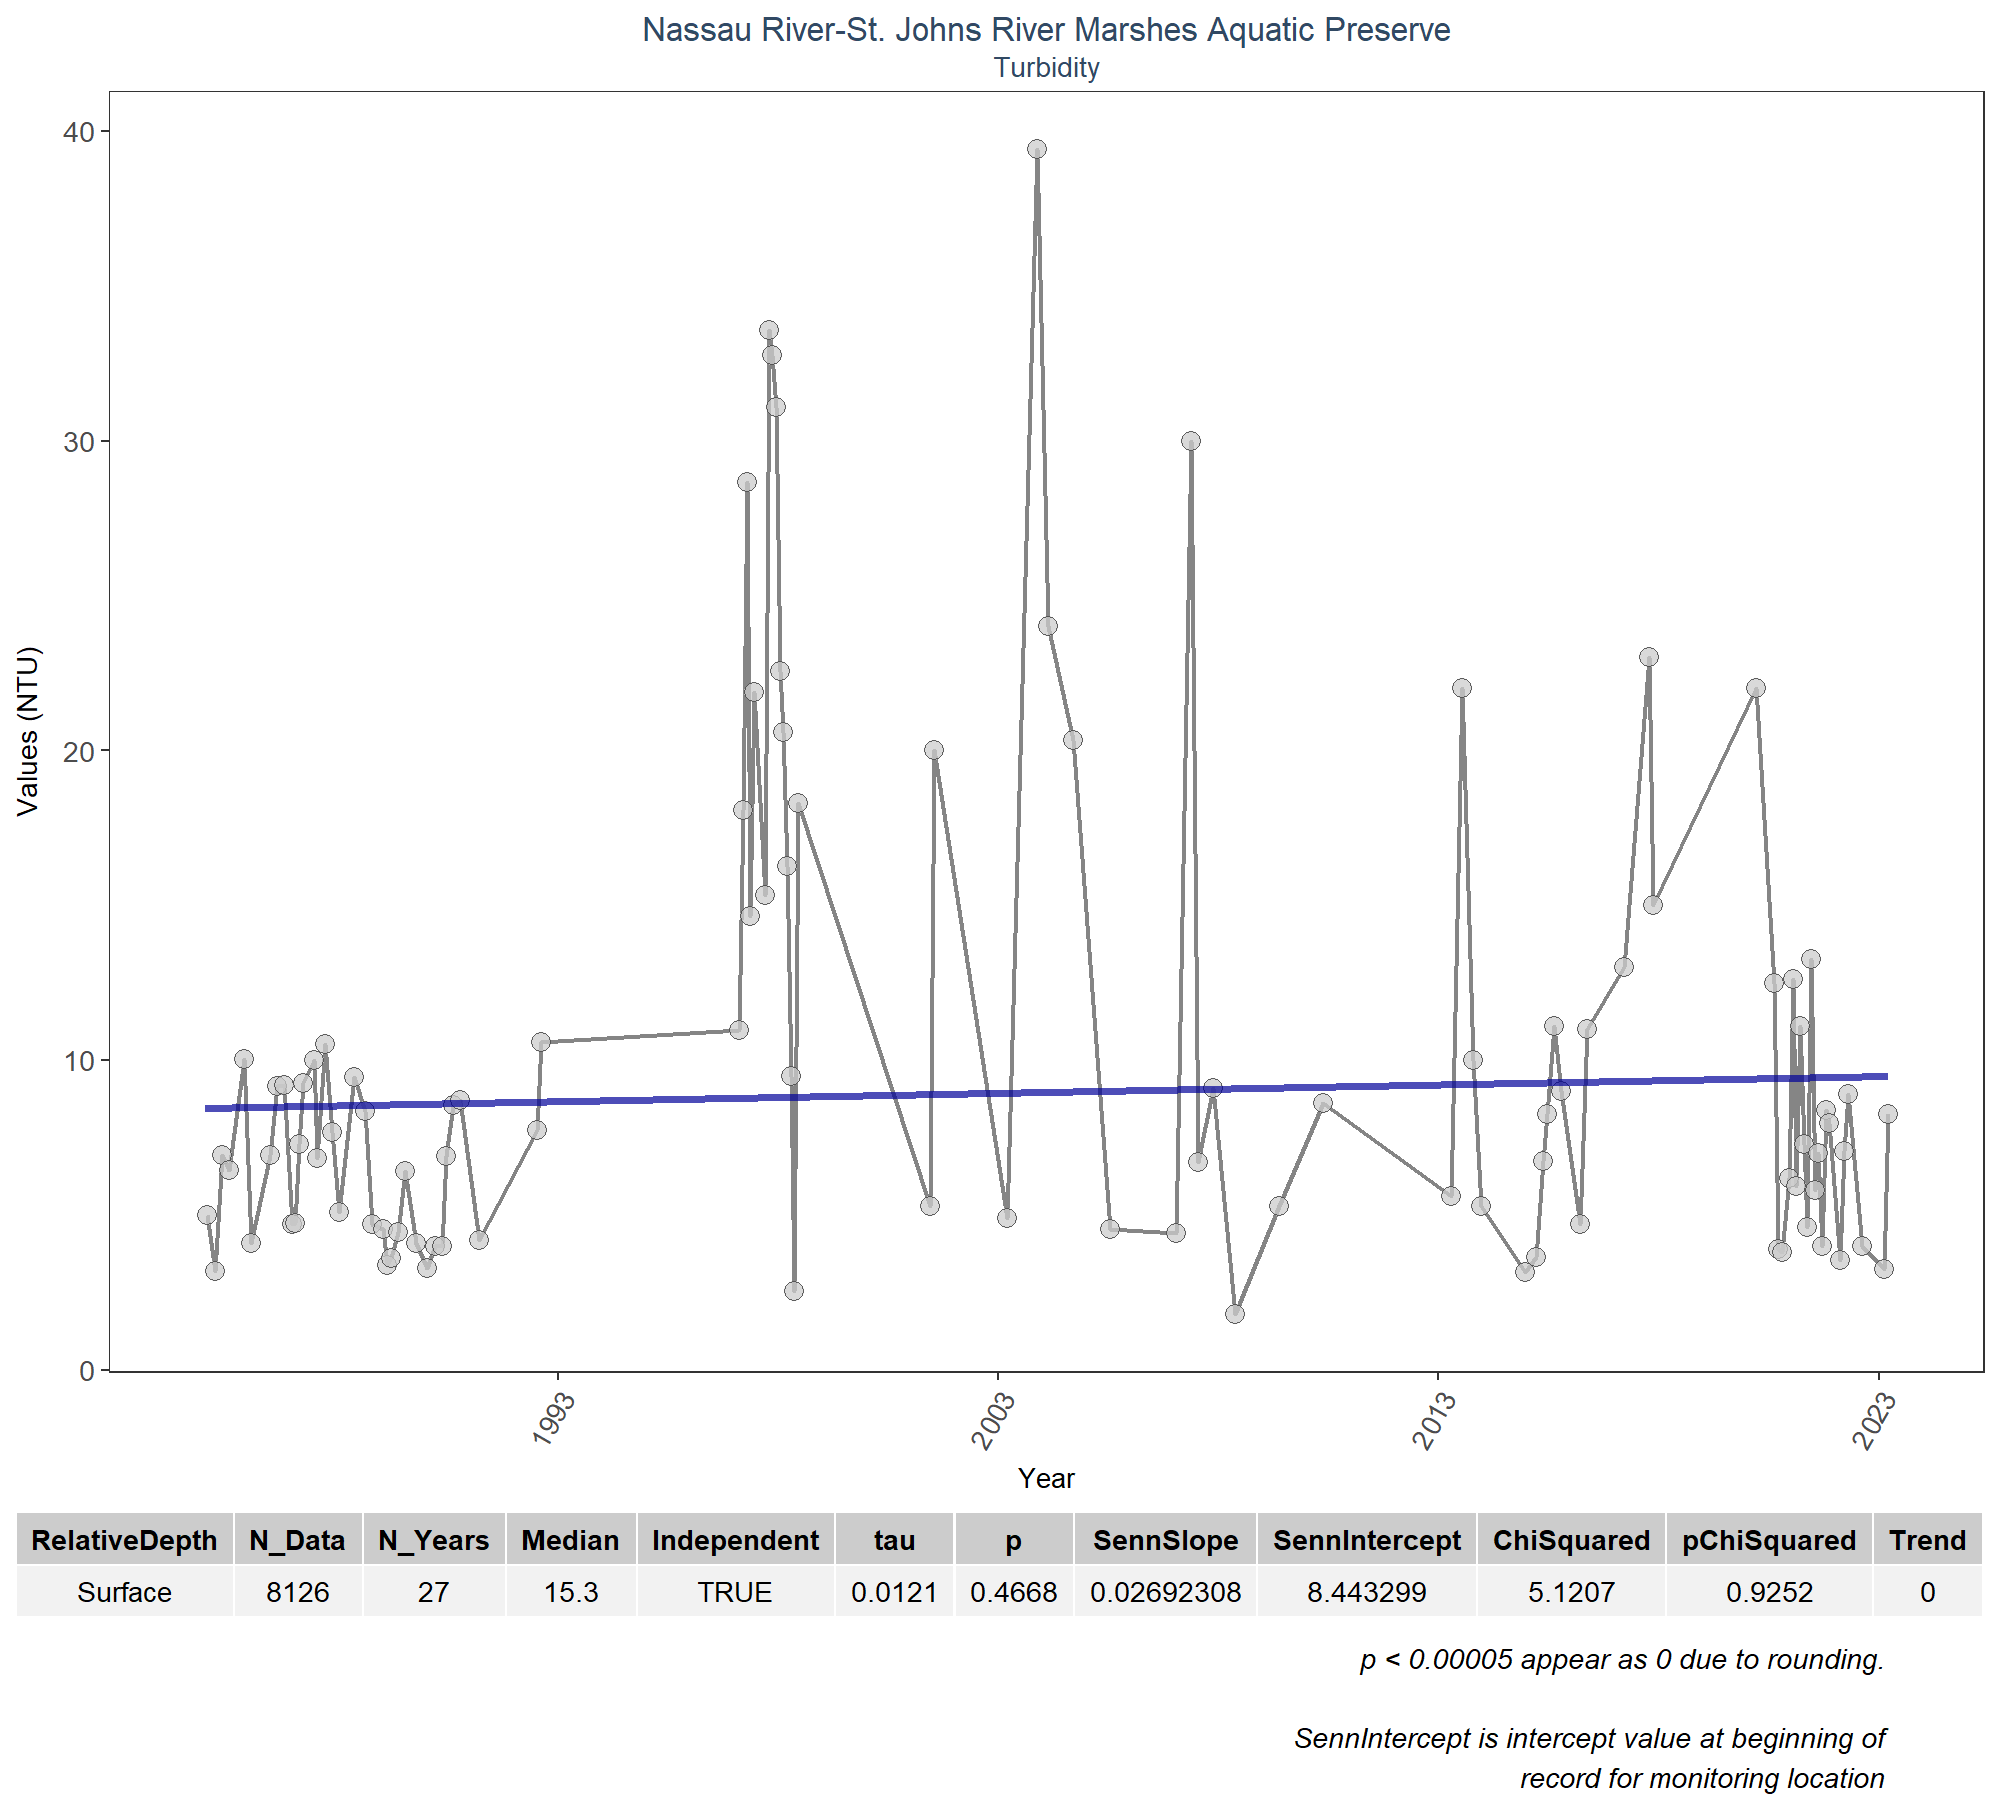 Nassau River-St. Johns River Marshes Aquatic Preserve
Turbidity
Values (NTU)
40
30
20
10
0
1993
2003
2013
2023
Year
RelativeDepth N_Data N_Years Median Independent tau p SennSlope SennIntercept ChiSquared pChiSquared Trend
Surface 8126 27 15.3 TRUE 0.0121 0.4668 0.02692308 8.443299 5.1207 0.9252 0
p < 0.00005 appear as 0 due to rounding.
SennIntercept is intercept value at beginning of
record for monitoring location